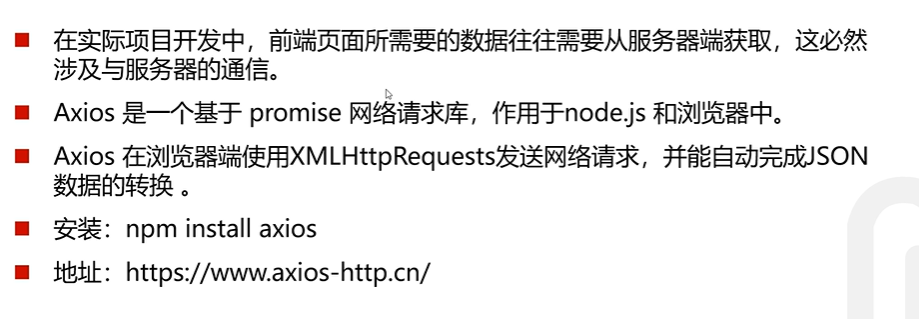 在实际项目开发中，前端页面所需要的数据往往需要从服务器端获取，这必然
涉及与服务器的通信。
Axios 是一个基于 promise 网络请求库，作用于node.js 和浏览器中。
Axios 在浏览器端使用XMLHttpRequests发送网络请求，并能自动完成JSON
数据的转换 。
安装：npm install axios
地址：https://www.axios-http.cn/